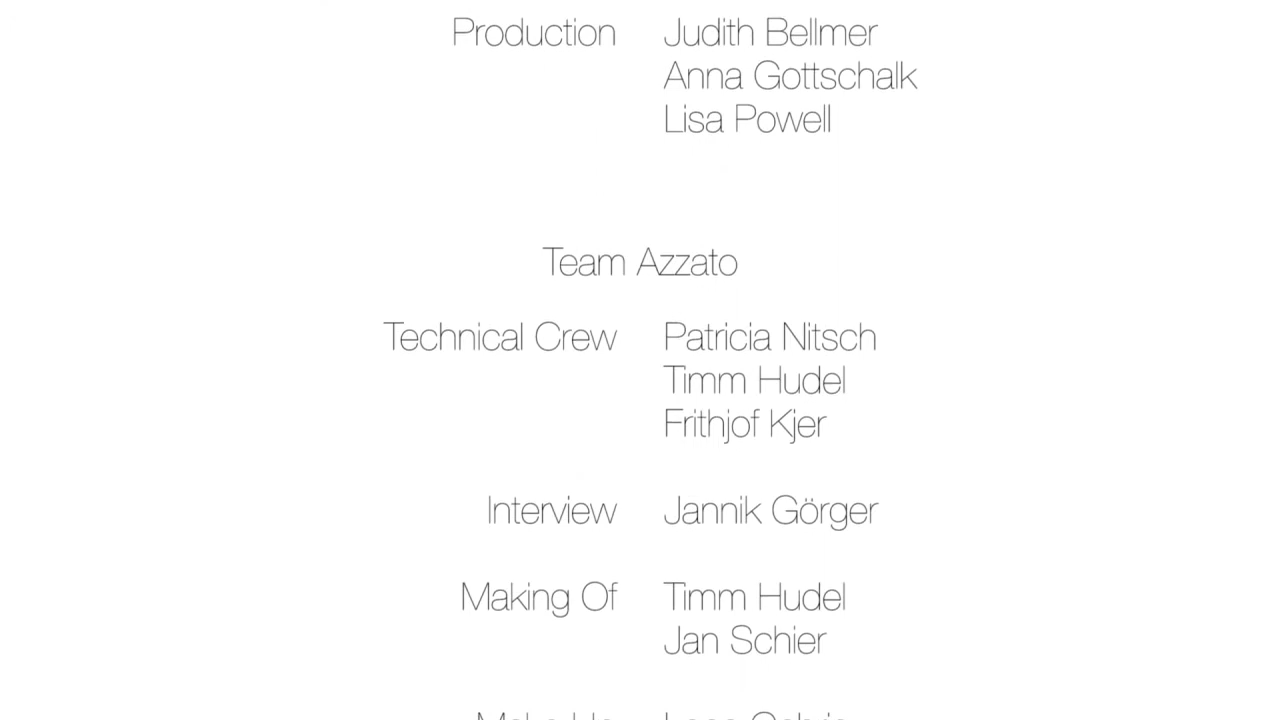 Production Judith Bellmer
Anna Gottschalk
Lisa Powell
Team Azzato
Technical Crew Patricia Nitsch
Timm Hudel
Frithjof Kjer
Interview Jannik Görger
Making Of Timm Hudel
Jan Schier